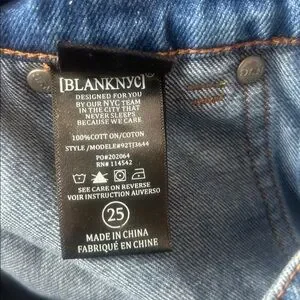 [BLANKNYC]®
DESIGNED FOR YOU
BY OUR NYC TEAM
IN THE CITY THAT
NEVER SLEEPS
BECAUSE WE CARE
100%COTT ON/COTON
STYLE /MODELE#92TJ3644
PO#202064
RN# 114542
SEE CARE ON REVERSE
VOIR INSTRUCTION AUVERSO
25
MADE IN CHINA
FABRIQUÉ EN CHINE